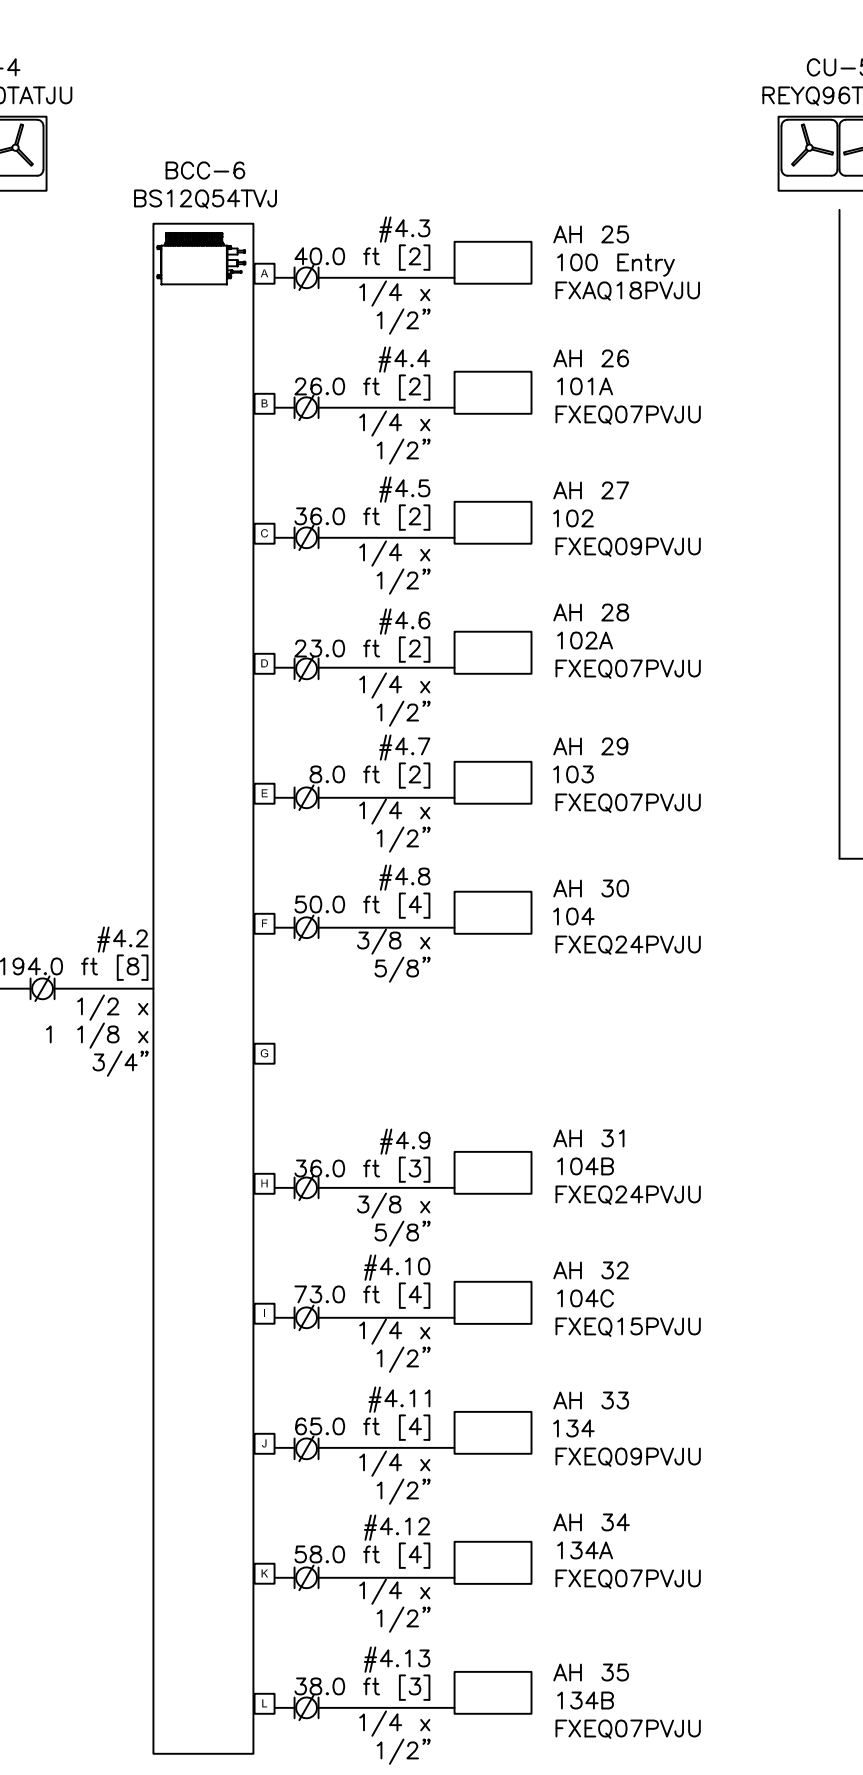 -4
0TATJU
CU-5
REYQ96T
BCC-6
BS12Q54TVJ
#4.3
40.0 ft [2]
1/4 x
1/2"
A
AH 25
100 Entry
FXAQ18PVJU
#4.4
26.0 ft [2]
1/4 x
1/2"
B
AH 26
101A
FXEQ07PVJU
#4.5
36.0 ft [2]
1/4 x
1/2"
C
AH 27
102
FXEQ09PVJU
#4.6
23.0 ft [2]
1/4 x
1/2"
D
AH 28
102A
FXEQ07PVJU
#4.7
8.0 ft [2]
1/4 x
1/2"
E
AH 29
103
FXEQ07PVJU
#4.8
50.0 ft [4]
3/8 x
5/8"
F
AH 30
104
FXEQ24PVJU
#4.2
194.0 ft [8]
1/2 x
1 1/8 x
3/4"
G
#4.9
36.0 ft [3]
3/8 x
5/8"
H
AH 31
104B
FXEQ24PVJU
#4.10
73.0 ft [4]
1/4 x
1/2"
I
AH 32
104C
FXEQ15PVJU
#4.11
65.0 ft [4]
1/4 x
1/2"
J
AH 33
134
FXEQ09PVJU
#4.12
58.0 ft [4]
1/4 x
1/2"
K
AH 34
134A
FXEQ07PVJU
#4.13
38.0 ft [3]
1/4 x
1/2"
L
AH 35
134B
FXEQ07PVJU